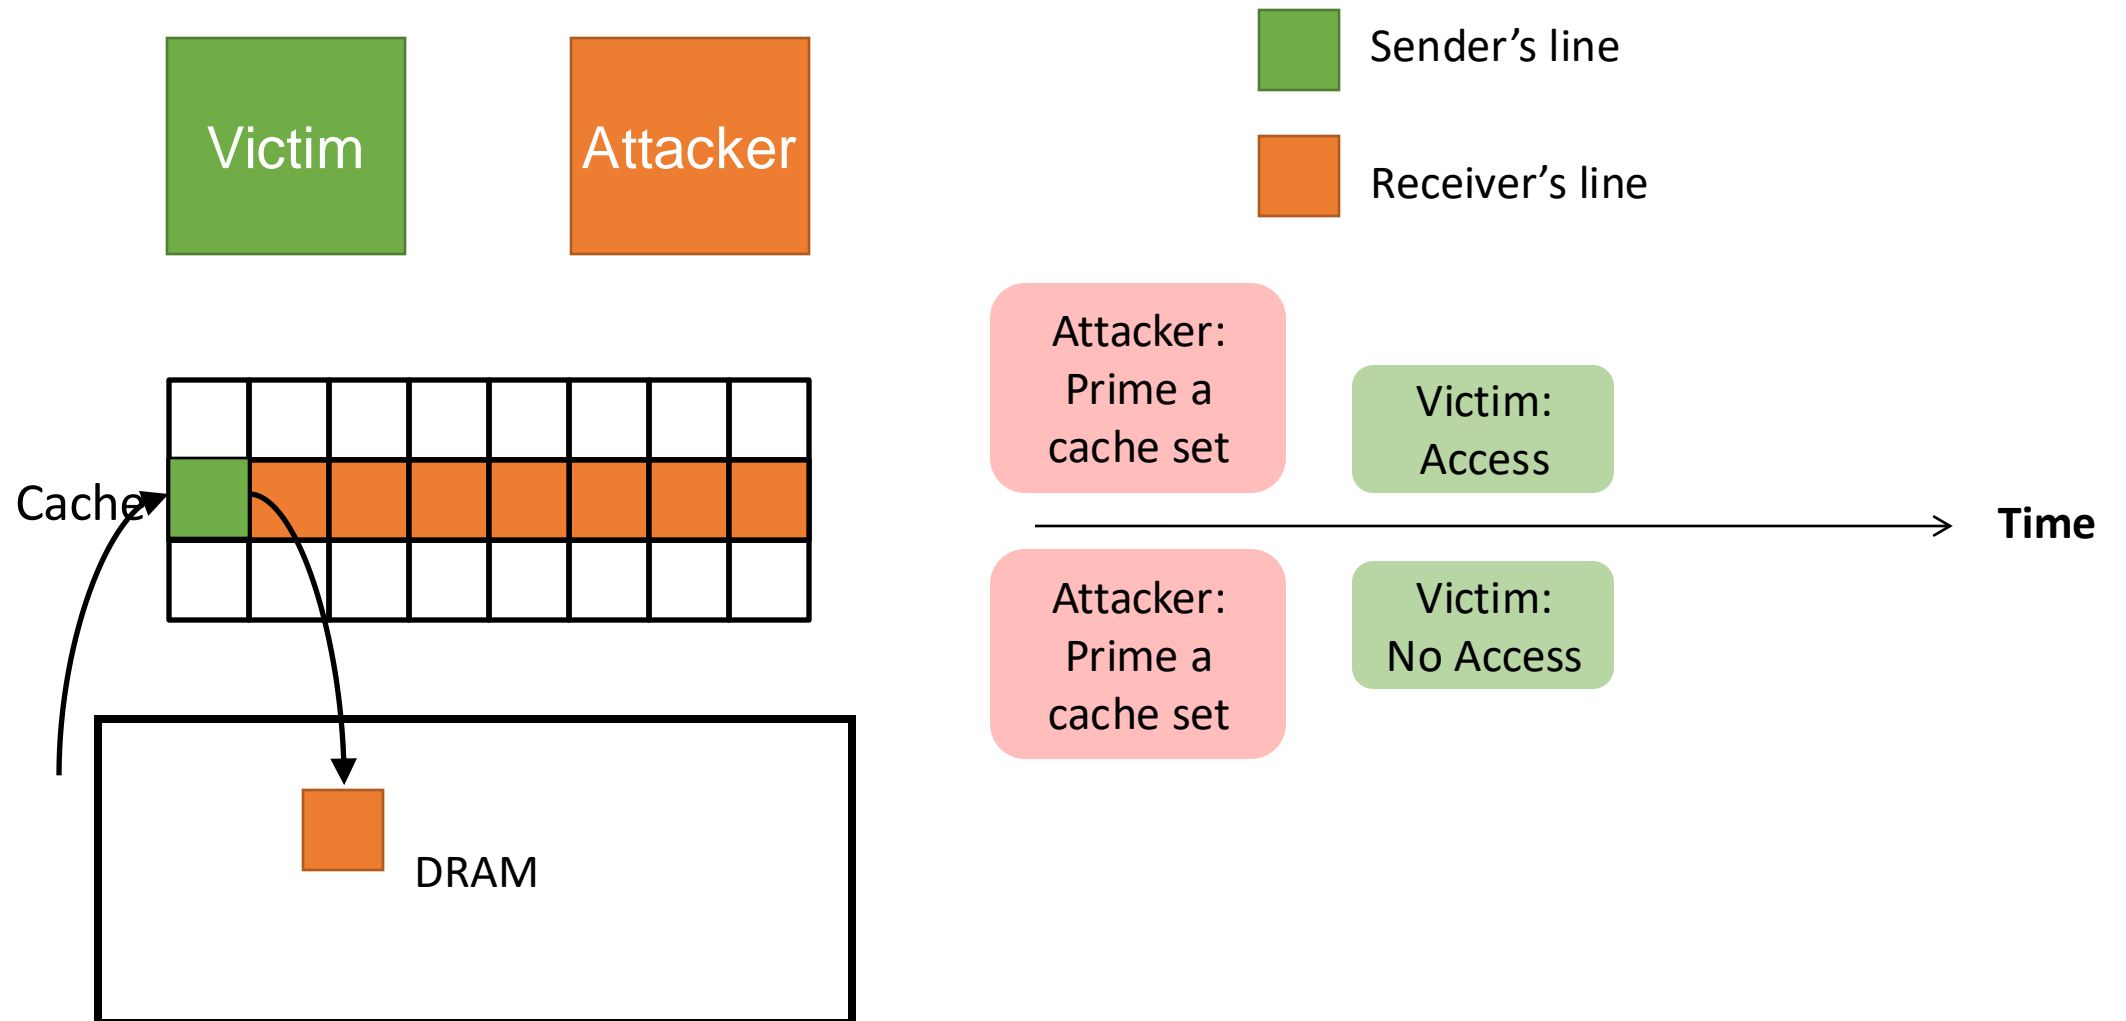 Victim
Attacker
Sender’s line
Receiver’s line
Attacker:
Prime a
cache set
Victim:
Access
Cache
Time
Attacker:
Prime a
cache set
Victim:
No Access
DRAM